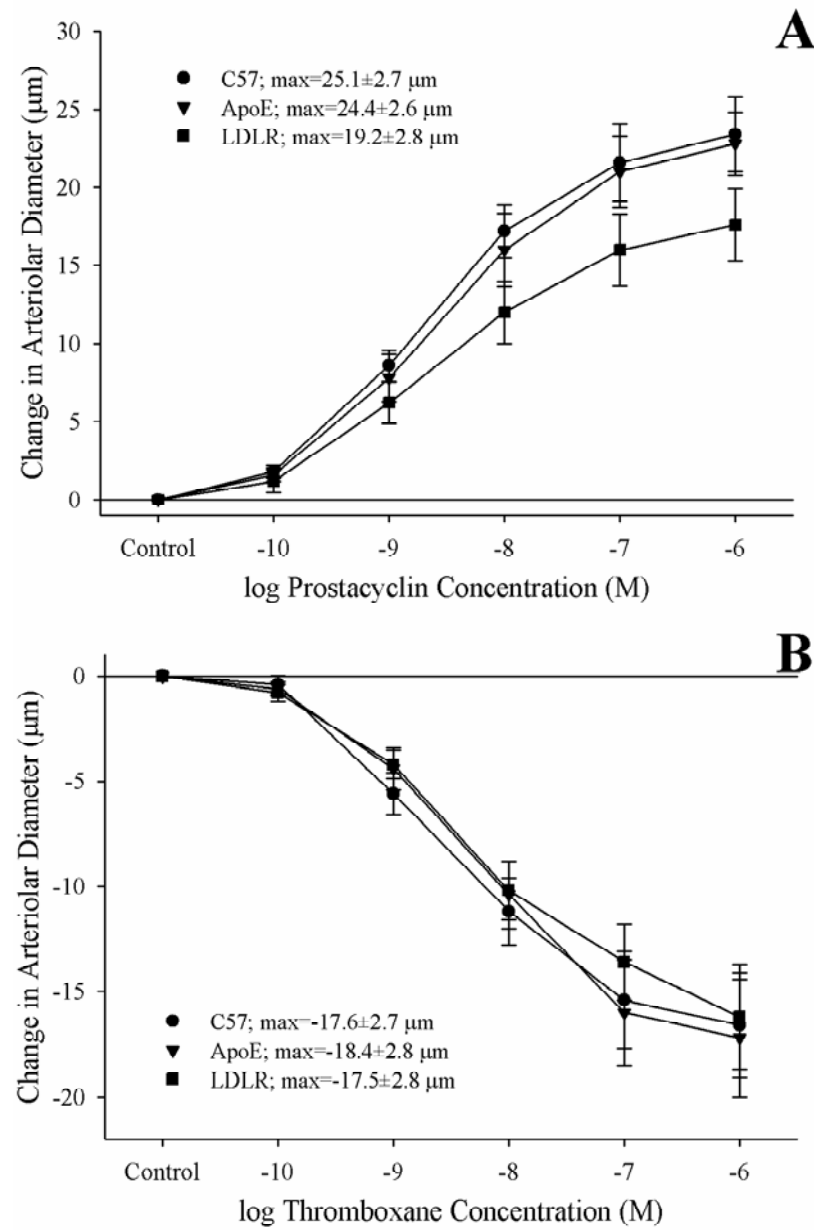 A
30
25
20
15
10
5
0
Change in Arteriolar Diameter (μm)
C57; max=25.1±2.7 μm
ApoE; max=24.4±2.6 μm
LDLR; max=19.2±2.8 μm
Control -10 -9 -8 -7 -6
log Prostacyclin Concentration (M)
B
0
-5
-10
-15
-20
Change in Arteriolar Diameter (μm)
C57; max=-17.6±2.7 μm
ApoE; max=-18.4±2.8 μm
LDLR; max=-17.5±2.8 μm
Control -10 -9 -8 -7 -6
log Thromboxane Concentration (M)